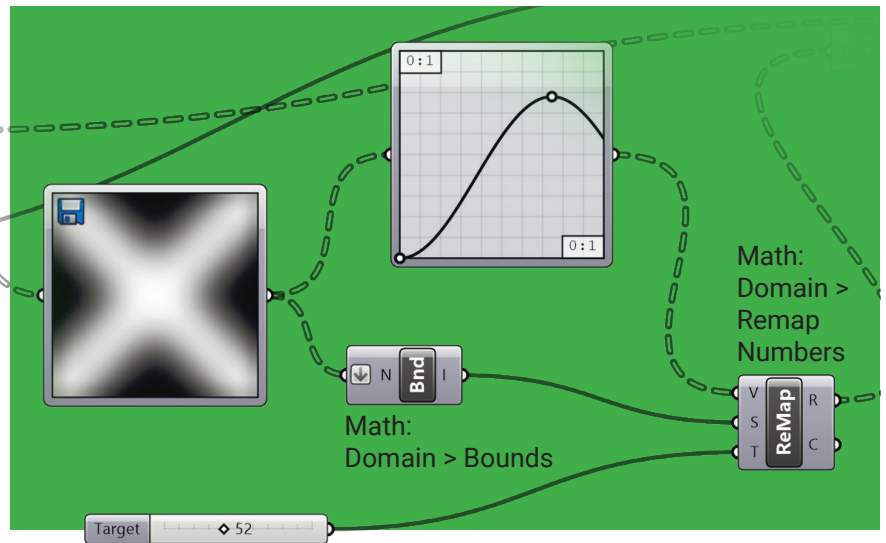 0:1
0:1
Math:
Domain >
Remap
Numbers
N Bnd I
Math:
Domain > Bounds
V
S
T
ReMap
R
C
Target 52